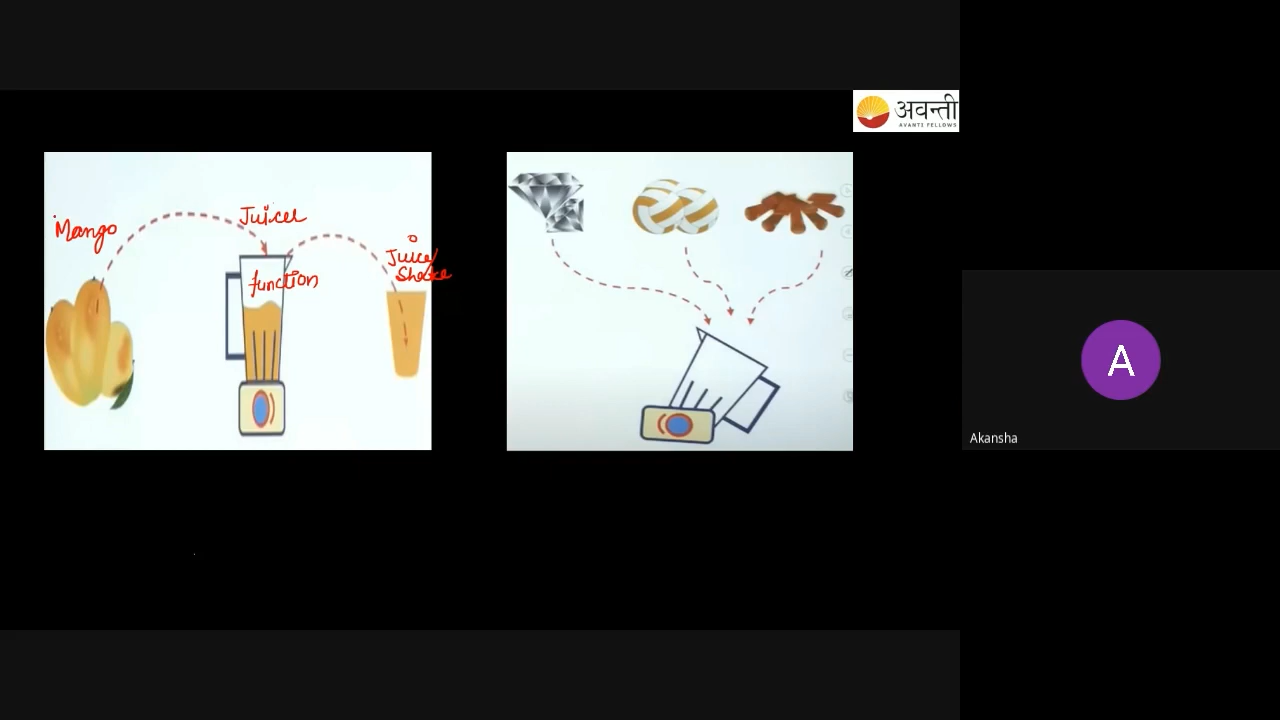 अवन्ती
AVANTI FELLOWS
Mango
Juicer
function
Juice/
Shake
A
Akansha